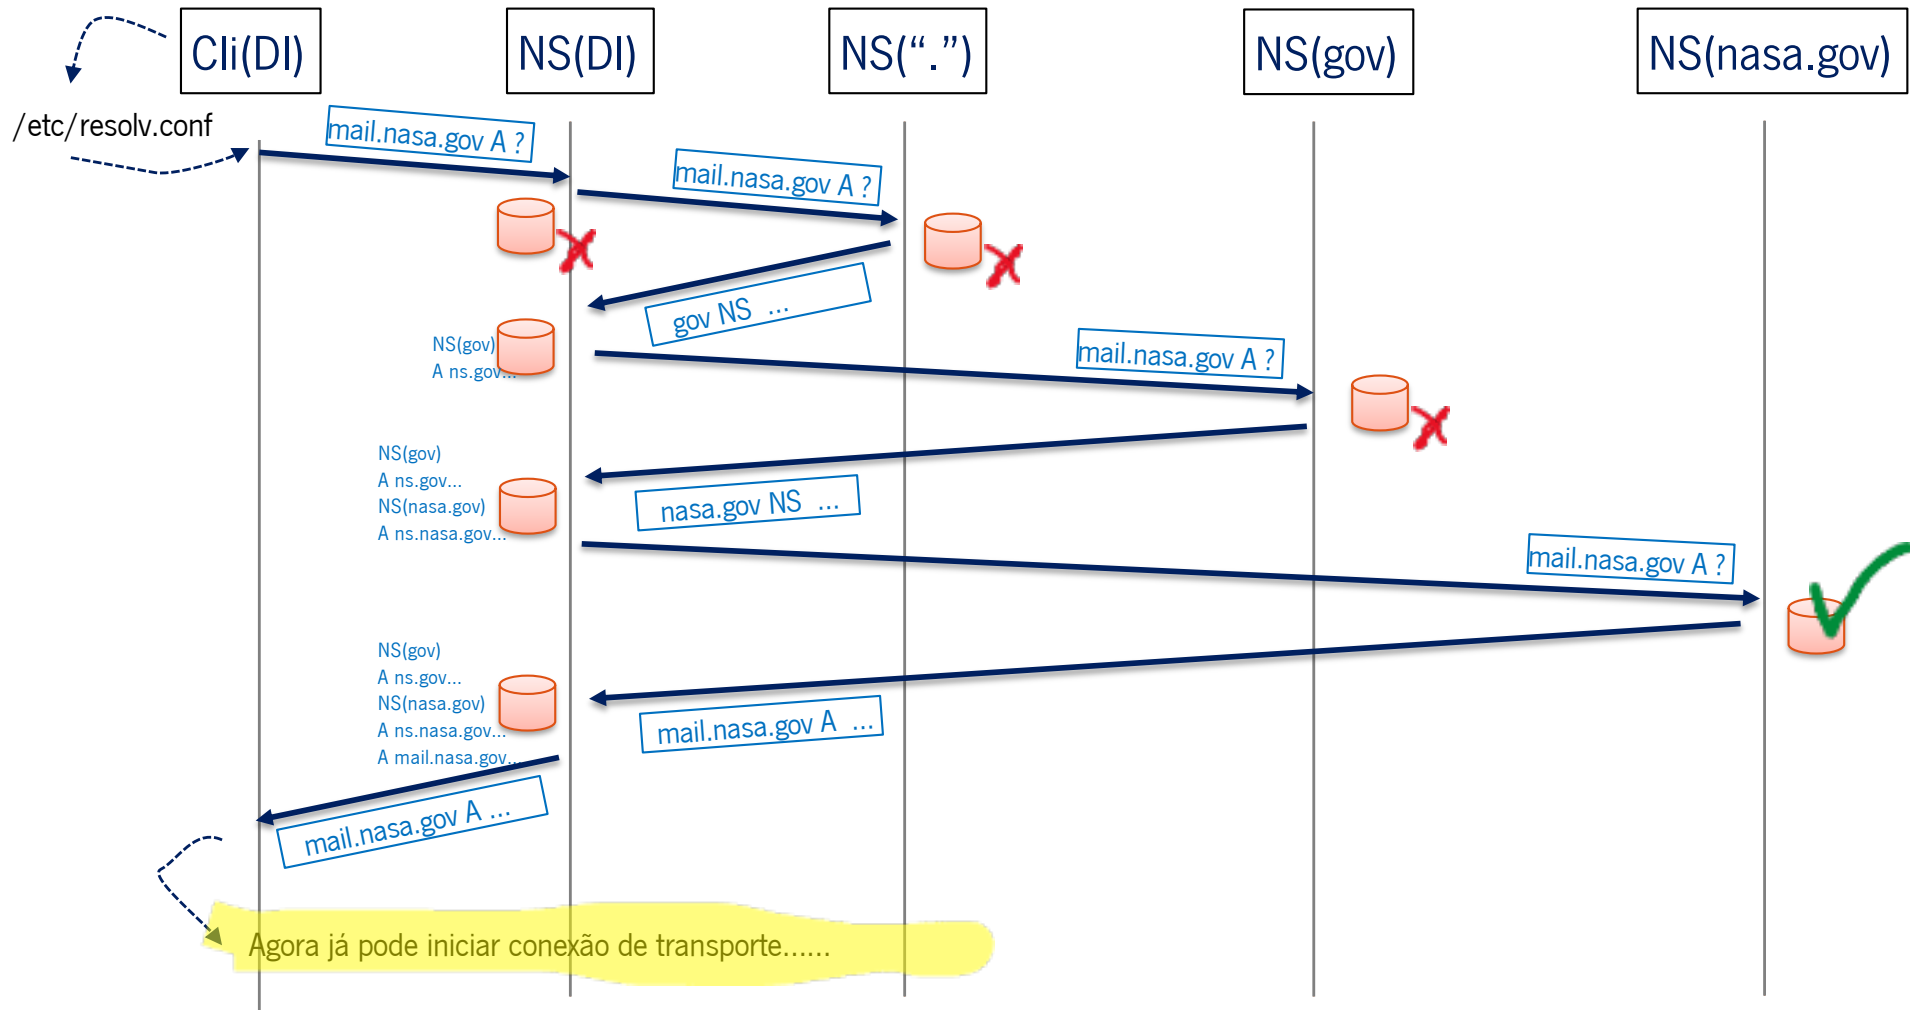 Cli(DI)
NS(DI)
NS(“.”)
NS(gov)
NS(nasa.gov)
/etc/resolv.conf
mail.nasa.gov A ?
mail.nasa.gov A ?
gov NS ...
NS(gov)
A ns.gov...
mail.nasa.gov A ?
NS(gov)
A ns.gov...
NS(nasa.gov)
A ns.nasa.gov...
nasa.gov NS ...
mail.nasa.gov A ?
NS(gov)
A ns.gov...
NS(nasa.gov)
A ns.nasa.gov...
A mail.nasa.gov...
mail.nasa.gov A ...
mail.nasa.gov A ...
Agora já pode iniciar conexão de transporte......